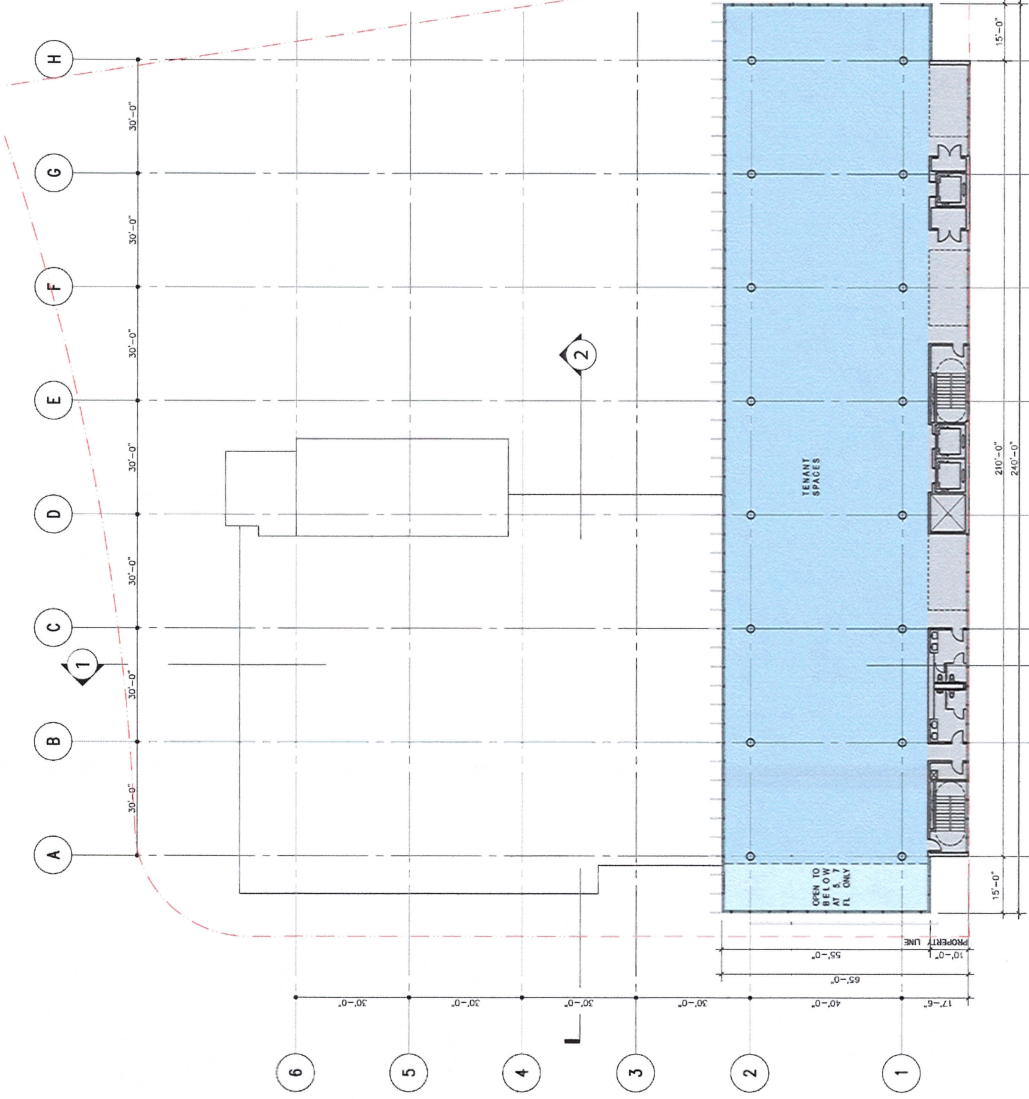 H
G
F
E
D
C
B
A
30'-0"
30'-0"
30'-0"
30'-0"
30'-0"
30'-0"
30'-0"
1
2
TENANT
SPACES
OPEN TO
BELOW
AT 5, 7
FL ONLY
15'-0"
210'-0"
240'-0"
15'-0"
PROPERTY LINE
10'-0"
55'-0"
65'-0"
30'-0"
30'-0"
30'-0"
30'-0"
40'-0"
17'-6"
6
5
4
3
2
1